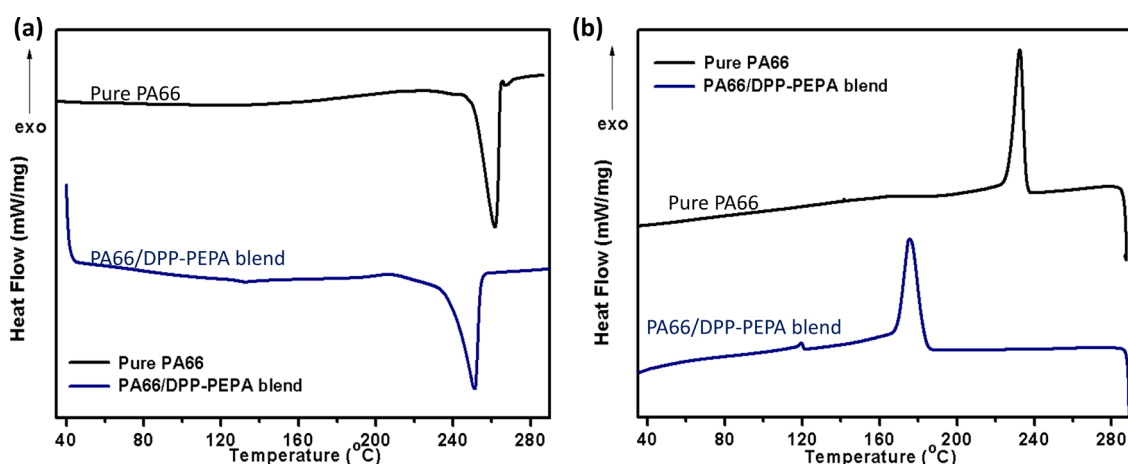 (a)
exo
Heat Flow (mW/mg)
Pure PA66
PA66/DPP-PEPA blend
Pure PA66
PA66/DPP-PEPA blend
40 80 120 160 200 240 280
Temperature (°C)
(b)
exo
Heat Flow (mW/mg)
Pure PA66
PA66/DPP-PEPA blend
Pure PA66
PA66/DPP-PEPA blend
40 80 120 160 200 240 280
Temperature (°C)